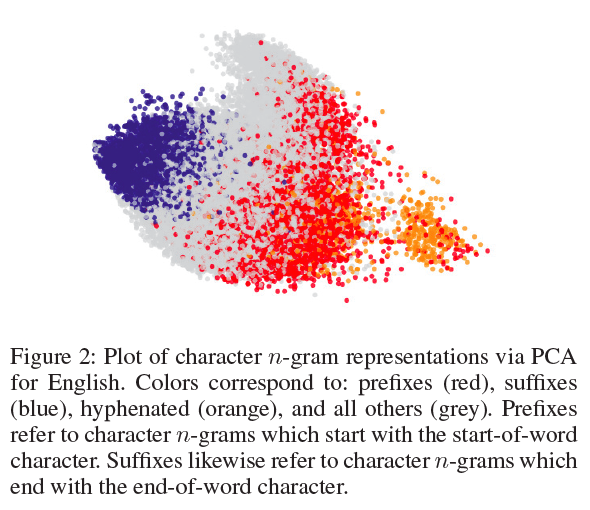 Figure 2: Plot of character n-gram representations via PCA
for English. Colors correspond to: prefixes (red), suffixes
(blue), hyphenated (orange), and all others (grey). Prefixes
refer to character n-grams which start with the start-of-word
character. Suffixes likewise refer to character n-grams which
end with the end-of-word character.